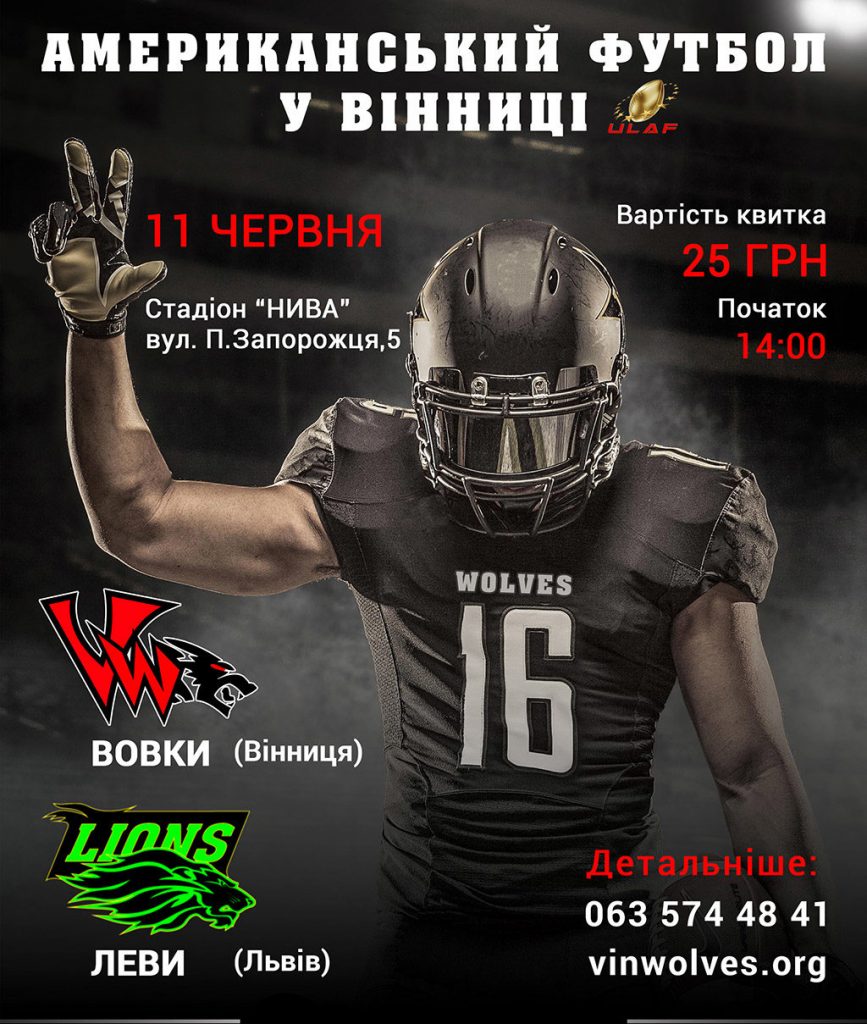 АМЕРИКАНСЬКИЙ ФУТБОЛ
У ВІННИЦІ
ULAF
11 ЧЕРВНЯ
Стадіон “НИВА”
вул. П.Запорожця,5
Вартість квитка
25 ГРН
Початок
14:00
WOLVES
16
VW
ВОВКИ (Вінниця)
LIONS
ЛЕВИ (Львів)
Детальніше:
063 574 48 41
vinwolves.org